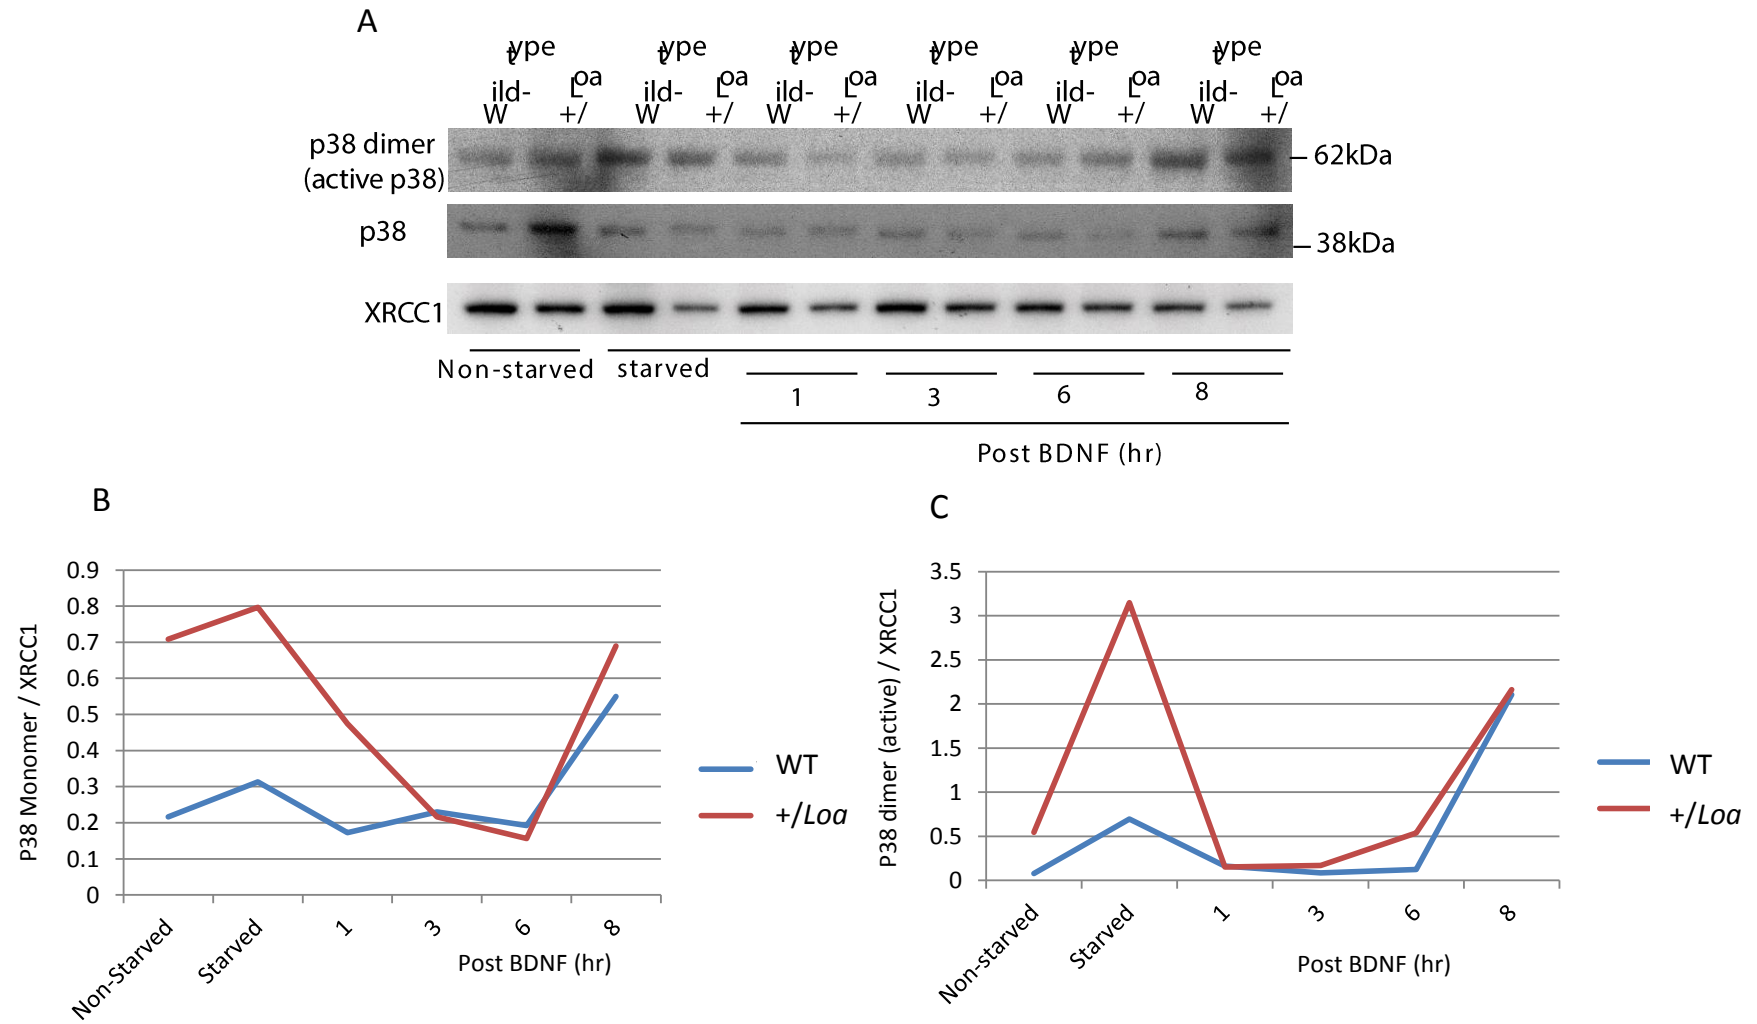 A
Wild-type +/Loa Wild-type +/Loa Wild-type +/Loa Wild-type +/Loa Wild-type +/Loa Wild-type +/Loa
p38 dimer
(active p38)
62kDa
p38
38kDa
XRCC1
Non-starved starved
1 3 6 8
Post BDNF (hr)
B
P38 Monomer / XRCC1
0.9
0.8
0.7
0.6
0.5
0.4
0.3
0.2
0.1
0
Non-Starved Starved 1 3 6 8
Post BDNF (hr)
WT
+/Loa
C
P38 dimer (active) / XRCC1
3.5
3
2.5
2
1.5
1
0.5
0
Non-starved Starved 1 3 6 8
Post BDNF (hr)
WT
+/Loa